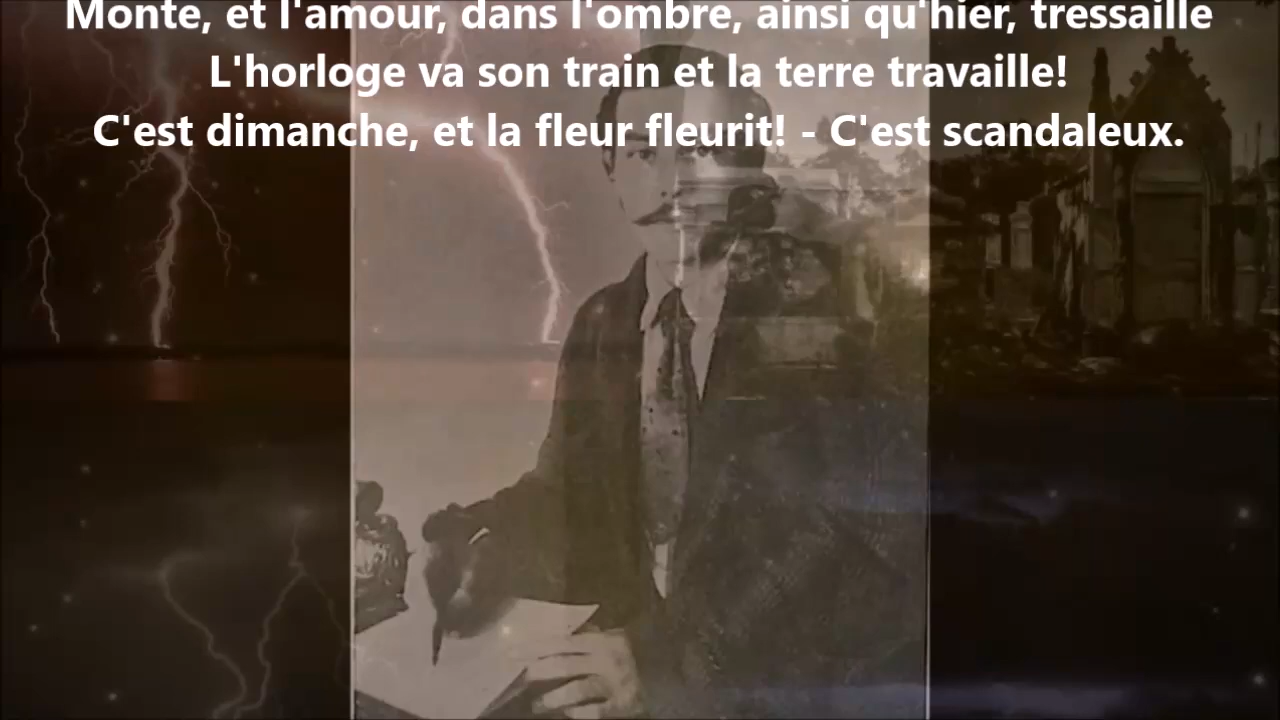 Monte, et l'amour, dans l'ombre, ainsi qu'hier, tressaille
L'horloge va son train et la terre travaille!
C'est dimanche, et la fleur fleurit! - C'est scandaleux.